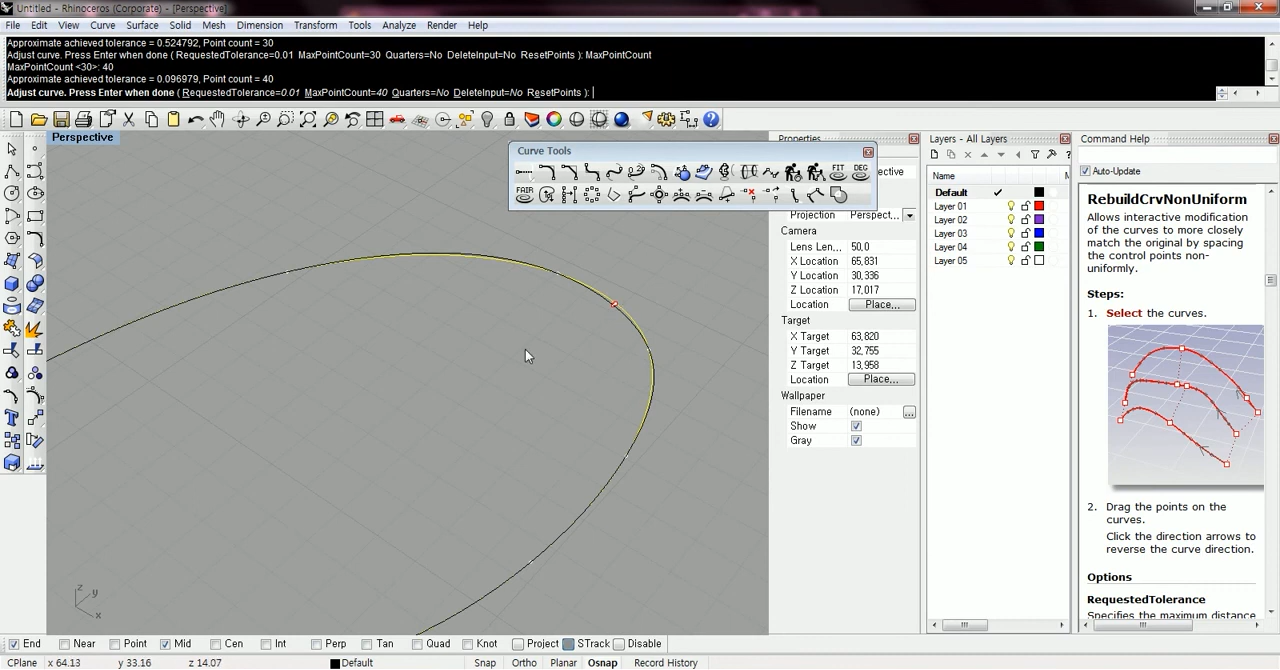 Untitled - Rhinoceros (Corporate) - [Perspective]
File Edit View Curve Surface Solid Mesh Dimension Transform Tools Analyze Render Help
Approximate achieved tolerance = 0.524792, Point count = 30
Adjust curve. Press Enter when done ( RequestedTolerance=0.01 MaxPointCount=30 Quarters=No DeleteInput=No ResetPoints ): MaxPointCount
MaxPointCount <30>: 40
Approximate achieved tolerance = 0.096979, Point count = 40
Adjust curve. Press Enter when done ( RequestedTolerance=0.01 MaxPointCount=40 Quarters=No DeleteInput=No ResetPoints ):
Perspective
Curve Tools
FIT DEG
FAIR
Properties
Projection Perspect...
Camera
Lens Len... 50,0
X Location 65,831
Y Location 30,336
Z Location 17,017
Location Place...
Target
X Target 63,820
Y Target 32,755
Z Target 13,958
Location Place...
Wallpaper
Filename (none) ...
Show
Gray
Layers - All Layers
Name
Default
Layer 01
Layer 02
Layer 03
Layer 04
Layer 05
Command Help
Auto-Update
RebuildCrvNonUniform
Allows interactive modification
of the curves to more closely
match the original by spacing
the control points non-
uniformly.
Steps:
1. Select the curves.
2. Drag the points on the
curves.
Click the direction arrows to
reverse the curve direction.
Options
RequestedTolerance
Specifies the maximum distance
z
y
x
End Near Point Mid Cen Int Perp Tan Quad Knot Project STrack Disable
CPlane x 64.13 y 33.16 z 14.07 Default Snap Ortho Planar Osnap Record History